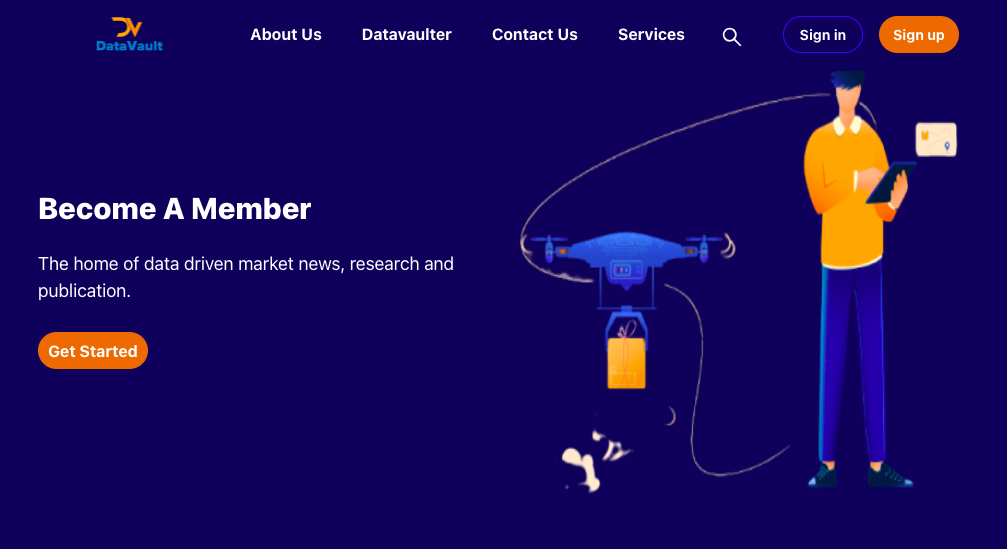 DV
DataVault
About Us
Datavaulter
Contact Us
Services
Sign in
Sign up
Become A Member
The home of data driven market news, research and
publication.
Get Started